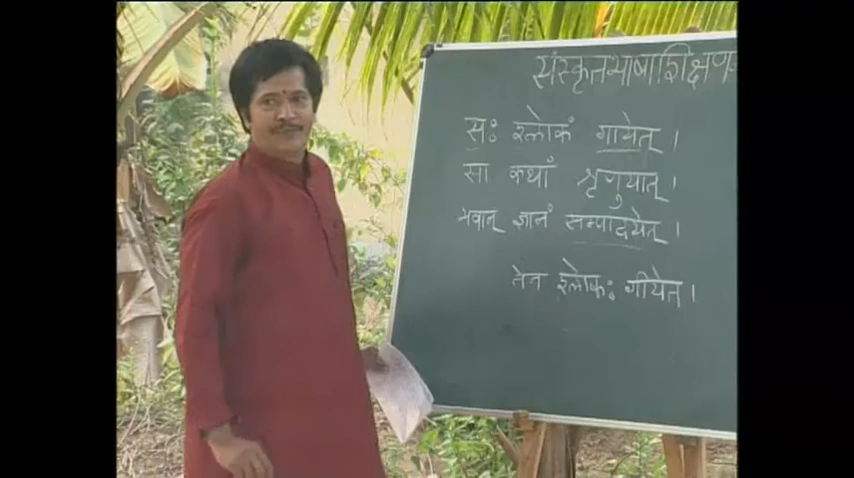 संस्कृतभाषाशिक्षण
सः श्लोकं गायेत् ।
सा कथां शृणुयात् ।
भवान् ज्ञानं सम्पादयेत् ।
तेन श्लोकः गीयेत ।